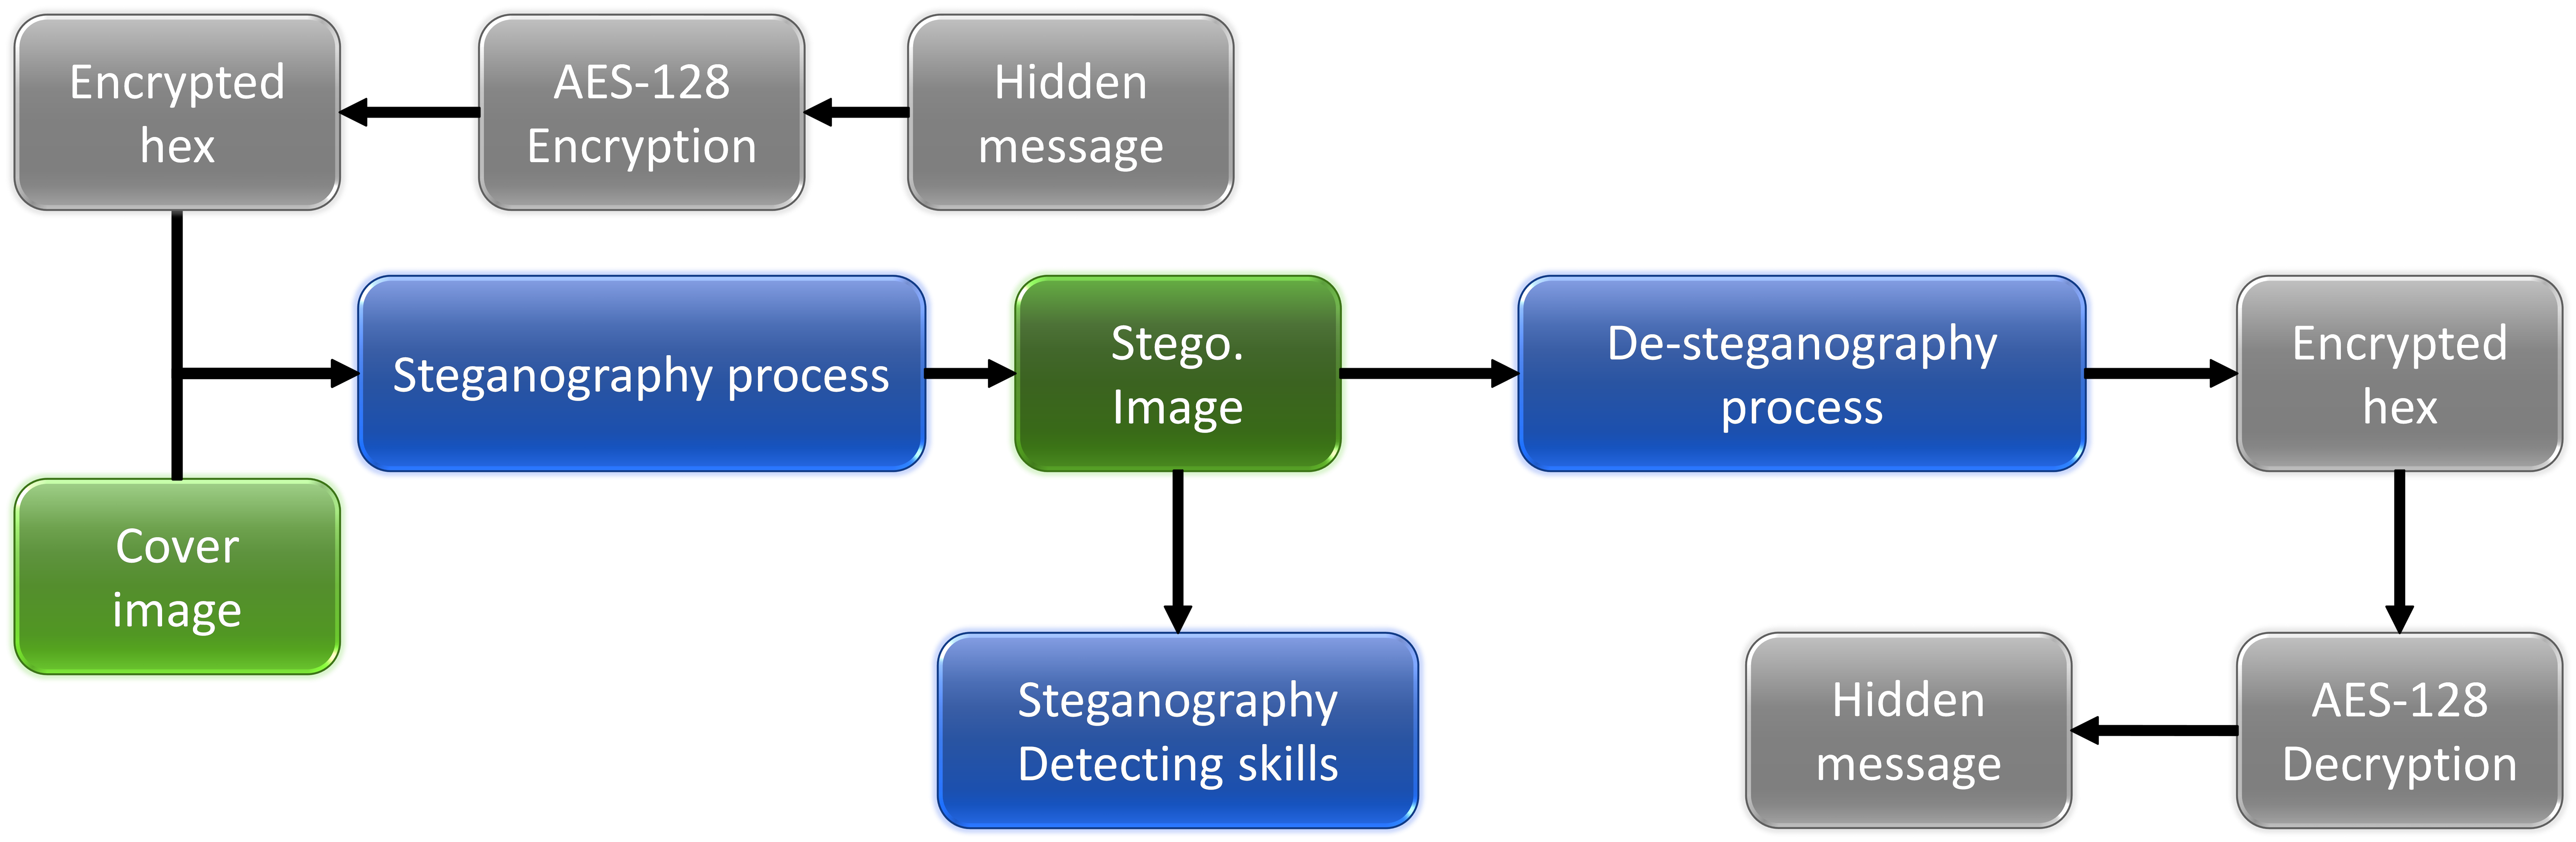 Encrypted
hex
AES-128
Encryption
Hidden
message
Steganography process
Stego.
Image
De-steganography
process
Encrypted
hex
Cover
image
Steganography
Detecting skills
Hidden
message
AES-128
Decryption